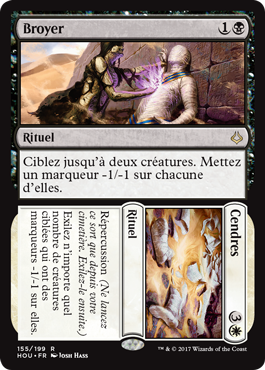 Broyer 1
Rituel
Ciblez jusqu'à deux créatures. Mettez
un marqueur -1/-1 sur chacune
d'elles.
Cendres 3
Rituel
Répercussion (Ne lancez
ce sort que depuis votre
cimetière. Exilez-le ensuite.)
Exilez n'importe quel
nombre de créatures
ciblées qui ont des
marqueurs -1/-1 sur elles.
155/199 R
HOU • FR Josh Hass
™ & © 2017 Wizards of the Coast